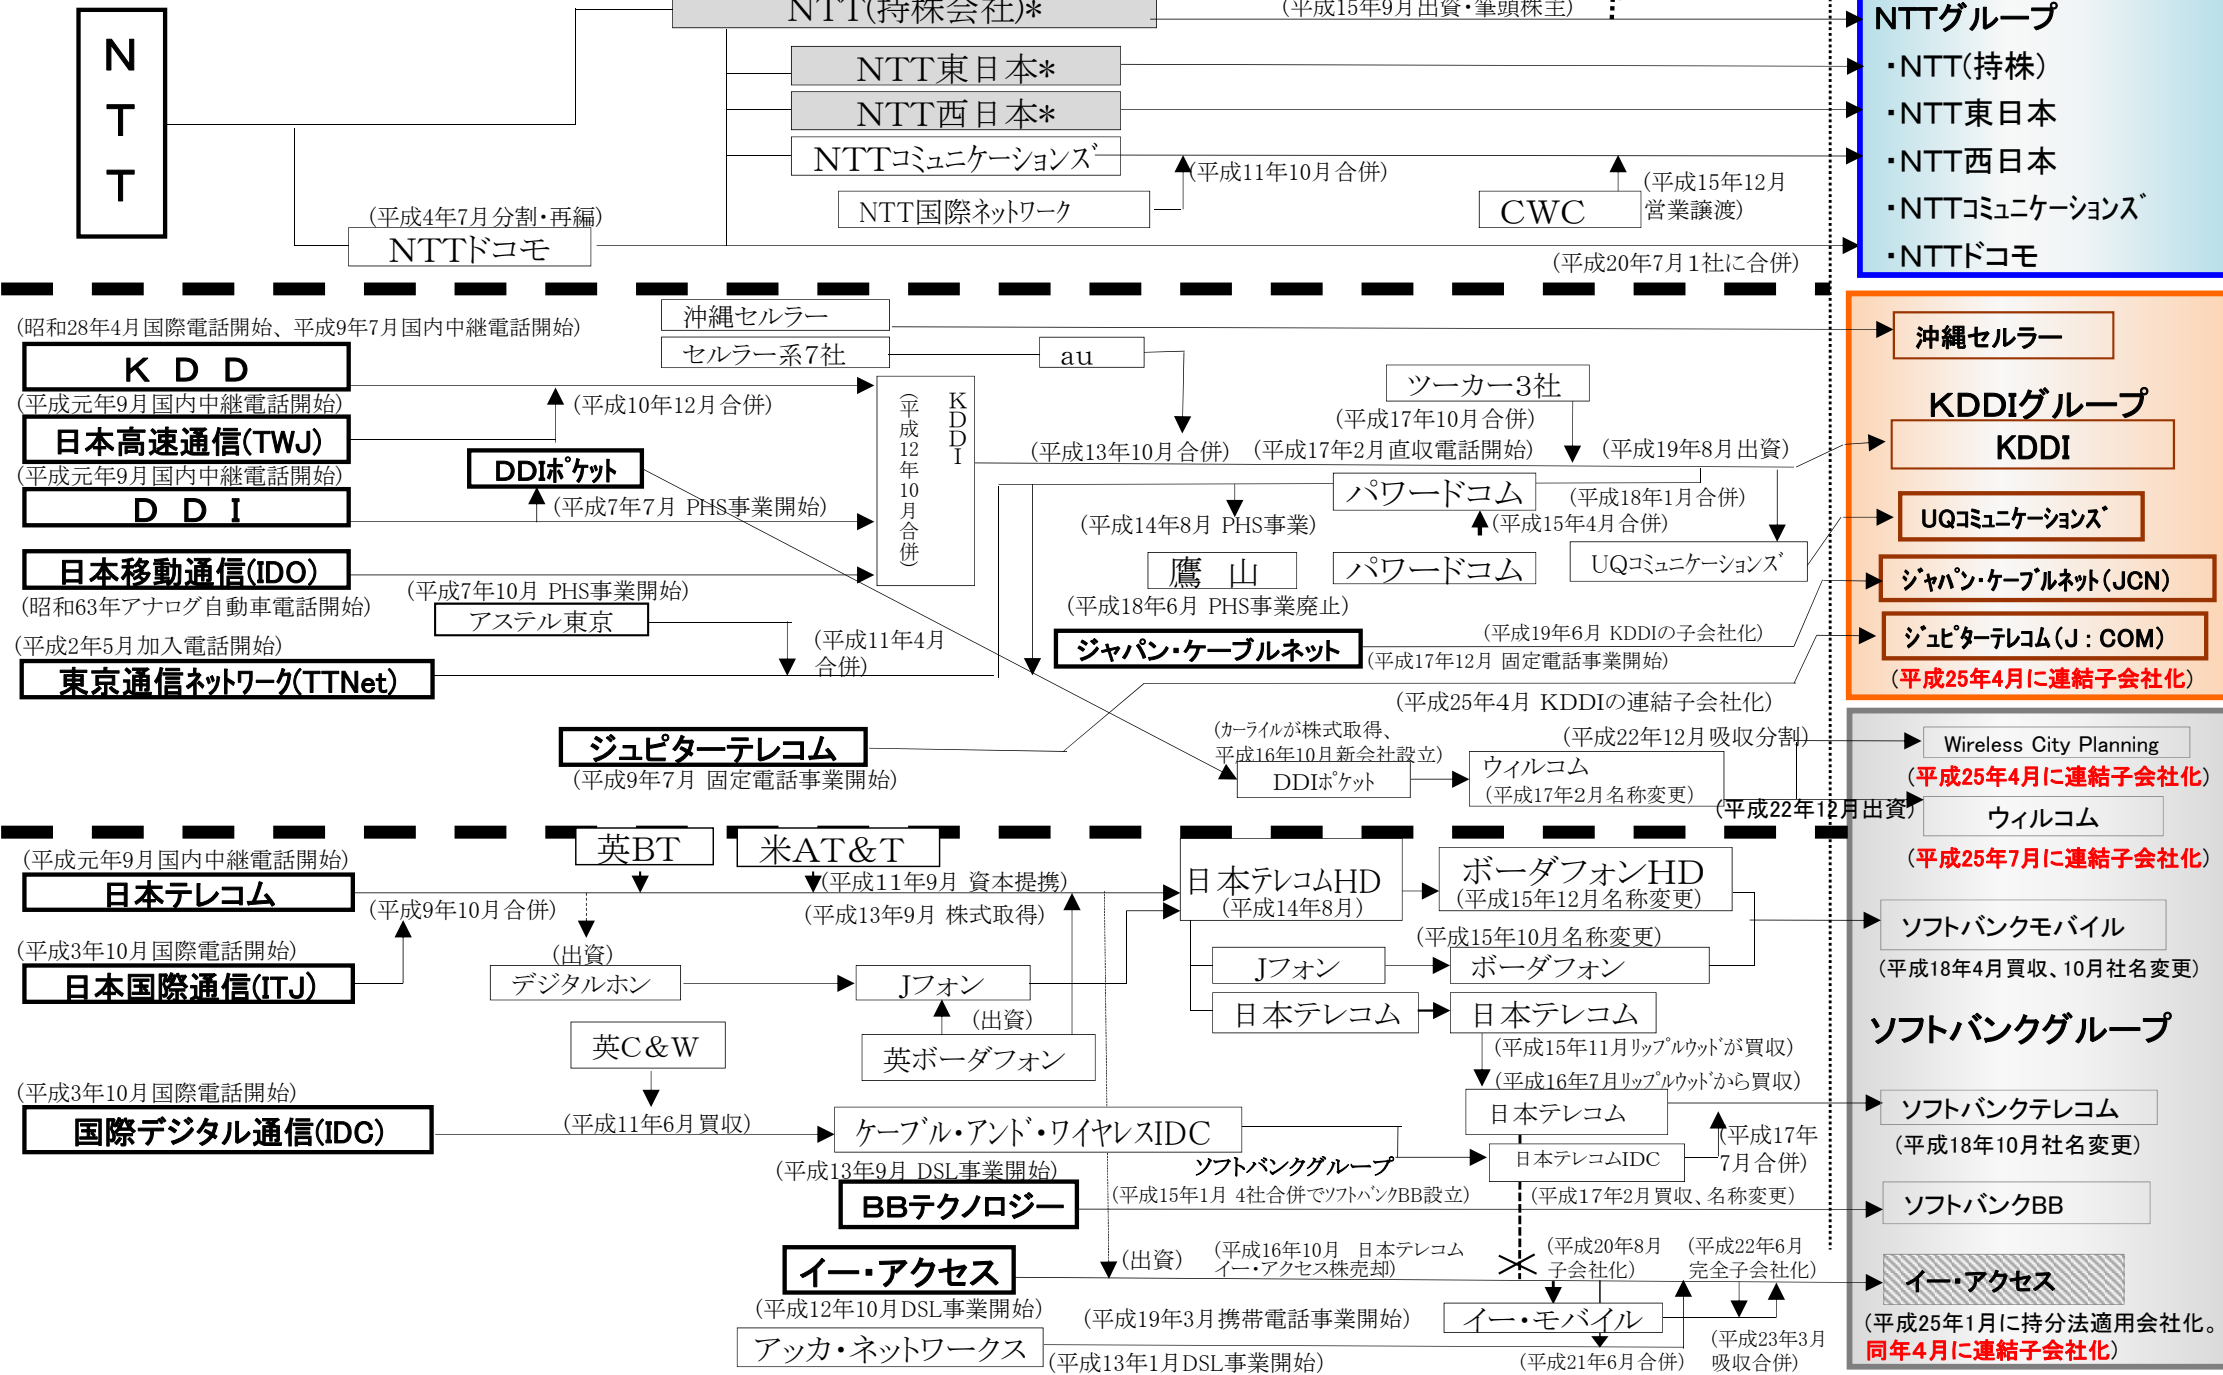 NTT(持株会社)*
(平成15年9月出資・筆頭株主)
NTT
NTT東日本*
NTT西日本*
NTTコミュニケーションズ
(平成11年10月合併)
NTT国際ネットワーク
CWC
(平成15年12月
営業譲渡)
(平成4年7月分割・再編)
NTTドコモ
(平成20年7月1社に合併)
NTTグループ
・NTT(持株)
・NTT東日本
・NTT西日本
・NTTコミュニケーションズ
・NTTドコモ
沖縄セルラー
セルラー系7社
au
(昭和28年4月国際電話開始、平成9年7月国内中継電話開始)
KDD
(平成元年9月国内中継電話開始)
(平成10年12月合併)
日本高速通信(TWJ)
(平成元年9月国内中継電話開始)
DDIポケット
DDI
(平成7年7月 PHS事業開始)
日本移動通信(IDO)
(昭和63年アナログ自動車電話開始)
(平成7年10月 PHS事業開始)
アステル東京
(平成2年5月加入電話開始)
東京通信ネットワーク(TTNet)
(平成11年4月
合併)
KDDI
(平成12年10月合併)
ツーカー3社
(平成17年10月合併)
(平成13年10月合併)
(平成17年2月直収電話開始)
(平成19年8月出資)
パワードコム
(平成18年1月合併)
(平成14年8月 PHS事業)
(平成15年4月合併)
鷹 山
パワードコム
UQコミュニケーションズ
(平成18年6月 PHS事業廃止)
ジャパン・ケーブルネット
(平成19年6月 KDDIの子会社化)
(平成17年12月 固定電話事業開始)
(平成25年4月 KDDIの連結子会社化)
ジュピターテレコム
(平成9年7月 固定電話事業開始)
(カーライルが株式取得、
平成16年10月新会社設立)
DDIポケット
ウィルコム
(平成17年2月名称変更)
(平成22年12月吸収分割)
(平成22年12月出資)
沖縄セルラー
KDDIグループ
KDDI
UQコミュニケーションズ
ジャパン・ケーブルネット(JCN)
ジュピターテレコム(J:COM)
(平成25年4月に連結子会社化)
Wireless City Planning
(平成25年4月に連結子会社化)
ウィルコム
(平成25年7月に連結子会社化)
英BT
米AT&T
(平成元年9月国内中継電話開始)
日本テレコム
(平成9年10月合併)
(平成11年9月 資本提携)
(平成13年9月 株式取得)
(平成3年10月国際電話開始)
日本国際通信(ITJ)
(出資)
デジタルホン
Jフォン
(出資)
英C&W
英ボーダフォン
日本テレコムHD
(平成14年8月)
ボーダフォンHD
(平成15年12月名称変更)
(平成15年10月名称変更)
Jフォン
ボーダフォン
日本テレコム
日本テレコム
(平成15年11月リップルウッドが買収)
(平成16年7月リップルウッドから買収)
(平成3年10月国際電話開始)
国際デジタル通信(IDC)
(平成11年6月買収)
ケーブル・アンド・ワイヤレスIDC
日本テレコム
(平成17年
7月合併)
日本テレコムIDC
(平成13年9月 DSL事業開始)
ソフトバンクグループ
BBテクノロジー
(平成15年1月 4社合併でソフトバンクBB設立)
(平成17年2月買収、名称変更)
イー・アクセス
(出資)
(平成16年10月 日本テレコム
イー・アクセス株売却)
(平成20年8月
子会社化)
(平成22年6月
完全子会社化)
(平成12年10月DSL事業開始)
(平成19年3月携帯電話事業開始)
イー・モバイル
アッカ・ネットワークス
(平成13年1月DSL事業開始)
(平成21年6月合併)
(平成23年3月
吸収合併)
ソフトバンクモバイル
(平成18年4月買収、10月社名変更)
ソフトバンクグループ
ソフトバンクテレコム
(平成18年10月社名変更)
ソフトバンクBB
イー・アクセス
(平成25年1月に持分法適用会社化。
同年4月に連結子会社化)